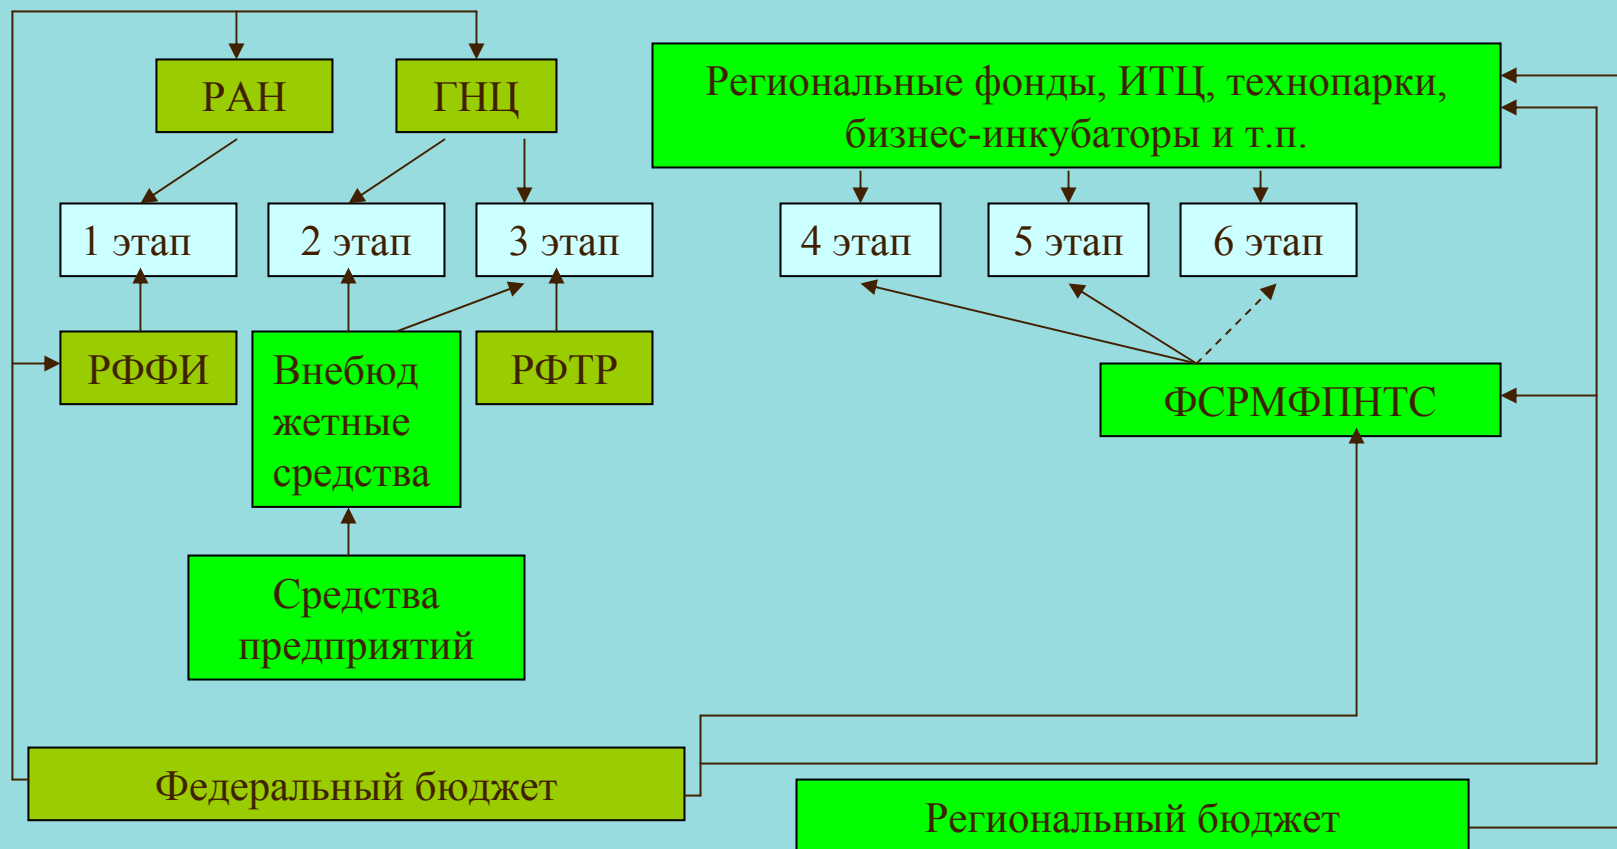 РАН
ГНЦ
Региональные фонды, ИТЦ, технопарки,
бизнес-инкубаторы и т.п.
1 этап
2 этап
3 этап
4 этап
5 этап
6 этап
РФФИ
Внебюд
жетные
средства
РФТР
ФСРМФПНТС
Средства
предприятий
Федеральный бюджет
Региональный бюджет